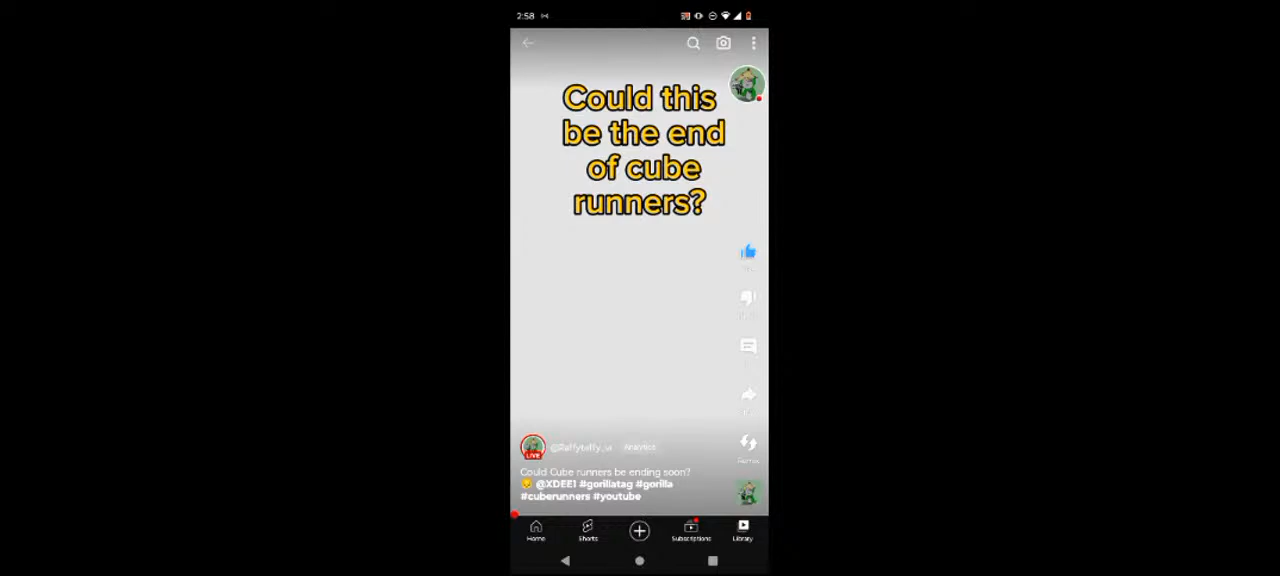 2:58
Could this
be the end
of cube
runners?
LIVE
Analytics
Could Cube runners be ending soon?
😔 @XDEE1 #gorillatag #gorilla
#cuberunners #youtube
Home
Shorts
Subscriptions
Library